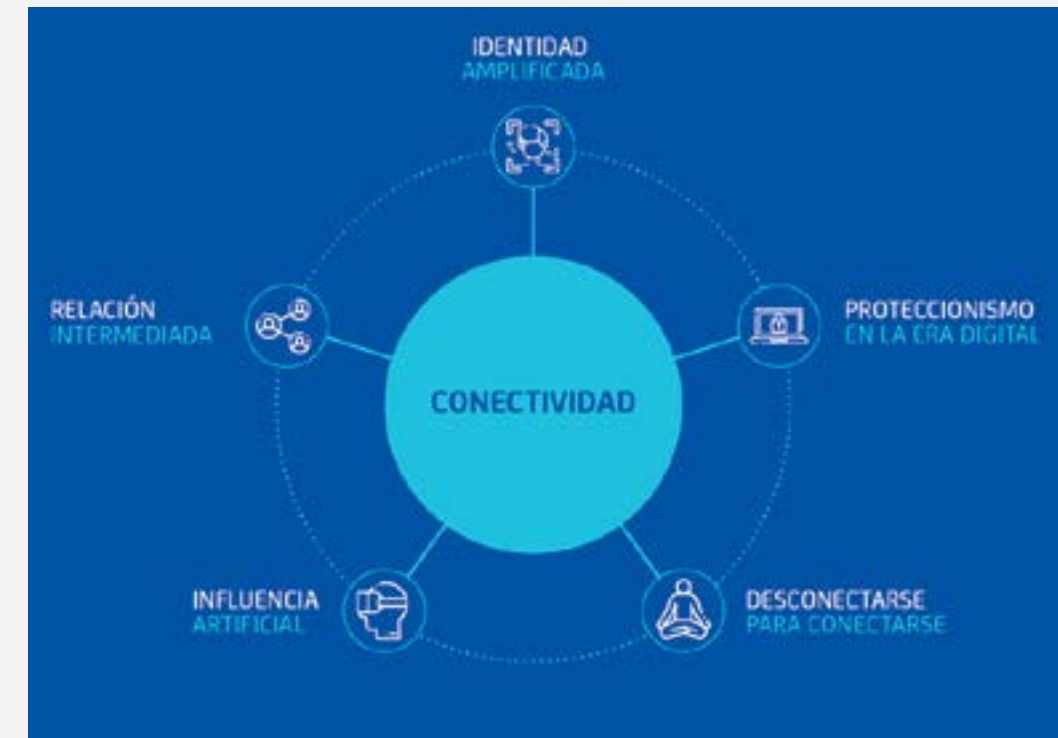 IDENTIDAD
AMPLIFICADA
RELACIÓN
INTERMEDIADA
PROTECCIONISMO
EN LA ERA DIGITAL
CONECTIVIDAD
INFLUENCIA
ARTIFICIAL
DESCONECTARSE
PARA CONECTARSE